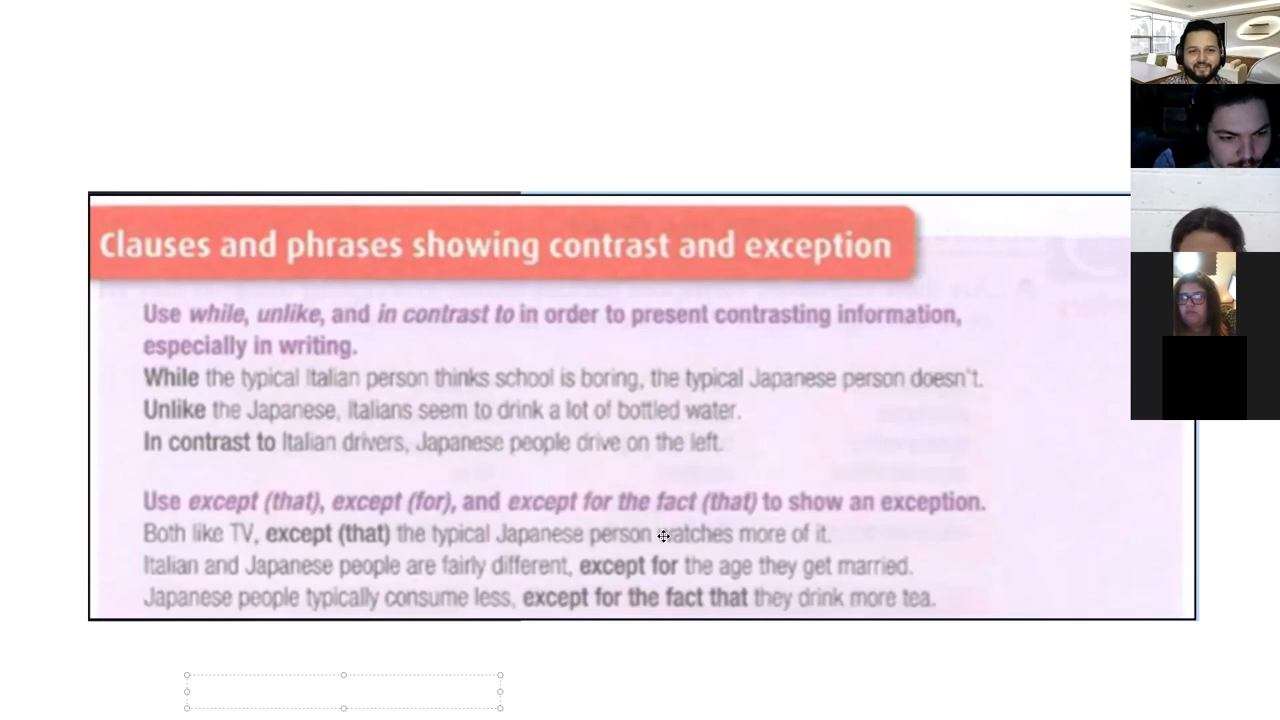 Clauses and phrases showing contrast and exception
Use while, unlike, and in contrast to in order to present contrasting information,
especially in writing.
While the typical Italian person thinks school is boring, the typical Japanese person doesn't.
Unlike the Japanese, Italians seem to drink a lot of bottled water.
In contrast to Italian drivers, Japanese people drive on the left.
Use except (that), except (for), and except for the fact (that) to show an exception.
Both like TV, except (that) the typical Japanese person watches more of it.
Italian and Japanese people are fairly different, except for the age they get married.
Japanese people typically consume less, except for the fact that they drink more tea.